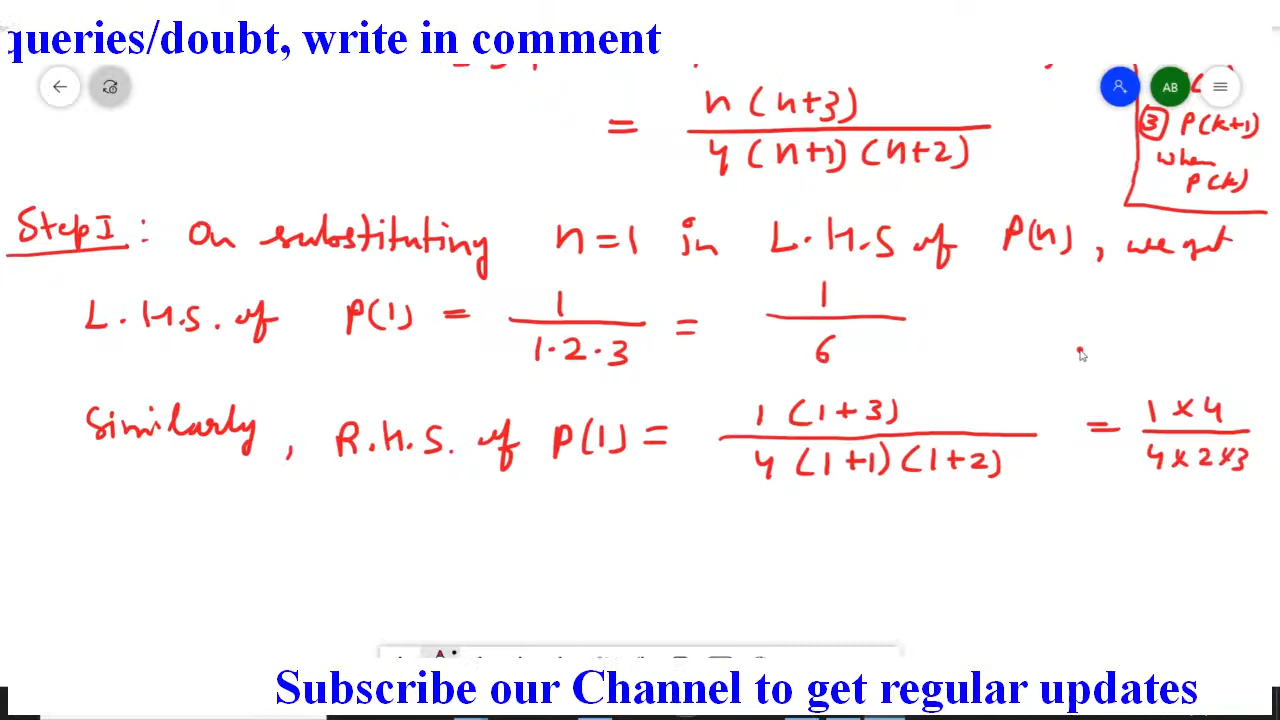 queries/doubt, write in comment
= n(n+3) / 4(n+1)(n+2)
AB
③ P(k+1)
when
P(k)
Step I : On substituting n=1 in L.H.S of P(n), we get
L.H.S. of P(1) = 1 / 1·2·3 = 1 / 6
Similarly, R.H.S. of P(1) = 1(1+3) / 4(1+1)(1+2) = 1×4 / 4×2×3
Subscribe our Channel to get regular updates